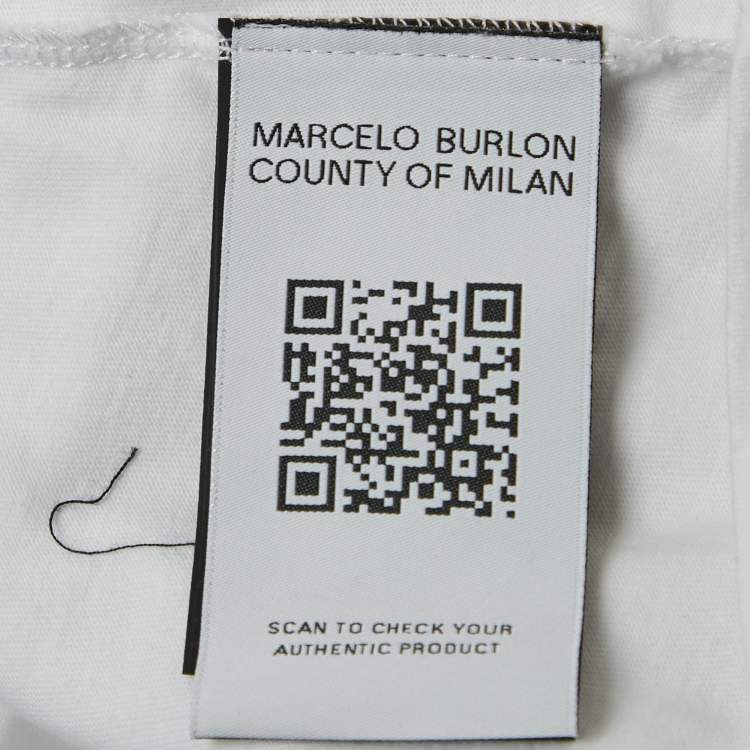 MARCELO BURLON
COUNTY OF MILAN
SCAN TO CHECK YOUR
AUTHENTIC PRODUCT